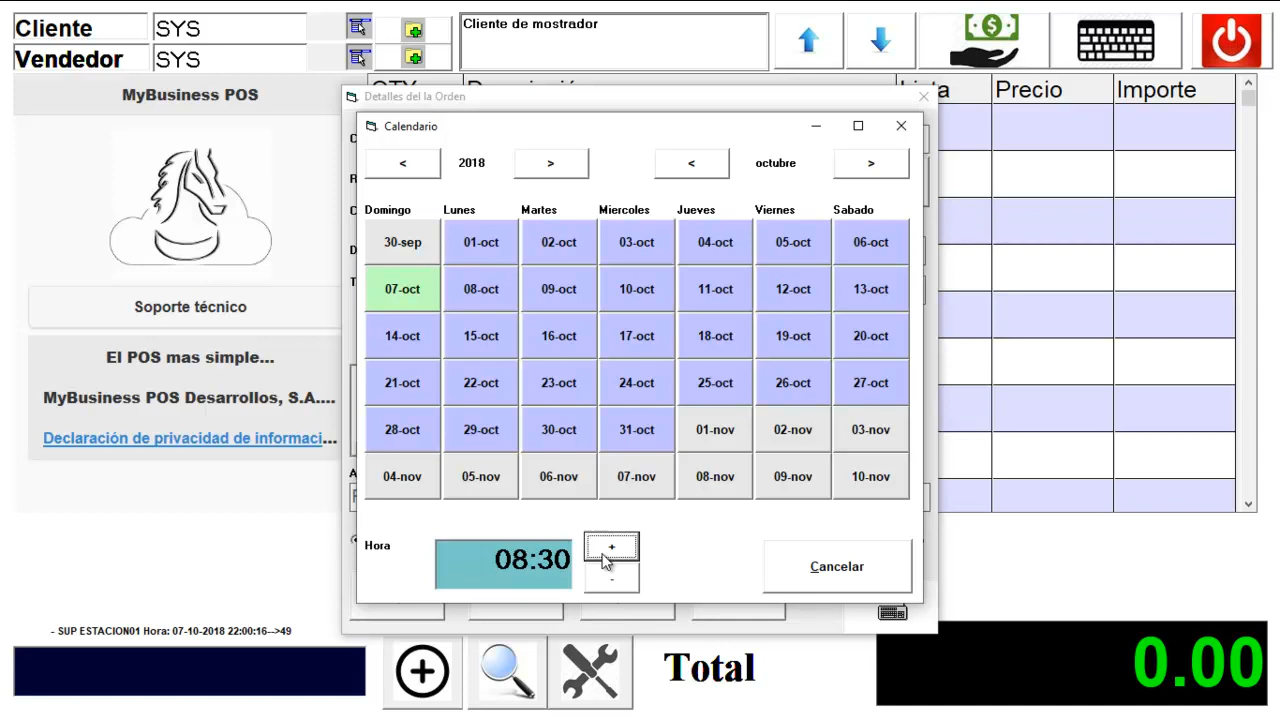 Cliente SYS
Cliente de mostrador
Vendedor SYS
MyBusiness POS
Soporte técnico
El POS mas simple...
MyBusiness POS Desarrollos, S.A....
Declaración de privacidad de informaci...
Precio Importe
Detalles del la Orden
Calendario
< 2018 > < octubre >
Domingo Lunes Martes Miercoles Jueves Viernes Sabado
30-sep 01-oct 02-oct 03-oct 04-oct 05-oct 06-oct
07-oct 08-oct 09-oct 10-oct 11-oct 12-oct 13-oct
14-oct 15-oct 16-oct 17-oct 18-oct 19-oct 20-oct
21-oct 22-oct 23-oct 24-oct 25-oct 26-oct 27-oct
28-oct 29-oct 30-oct 31-oct 01-nov 02-nov 03-nov
04-nov 05-nov 06-nov 07-nov 08-nov 09-nov 10-nov
Hora 08:30 + -
Cancelar
- SUP ESTACION01 Hora: 07-10-2018 22:00:16-->49
Total 0.00